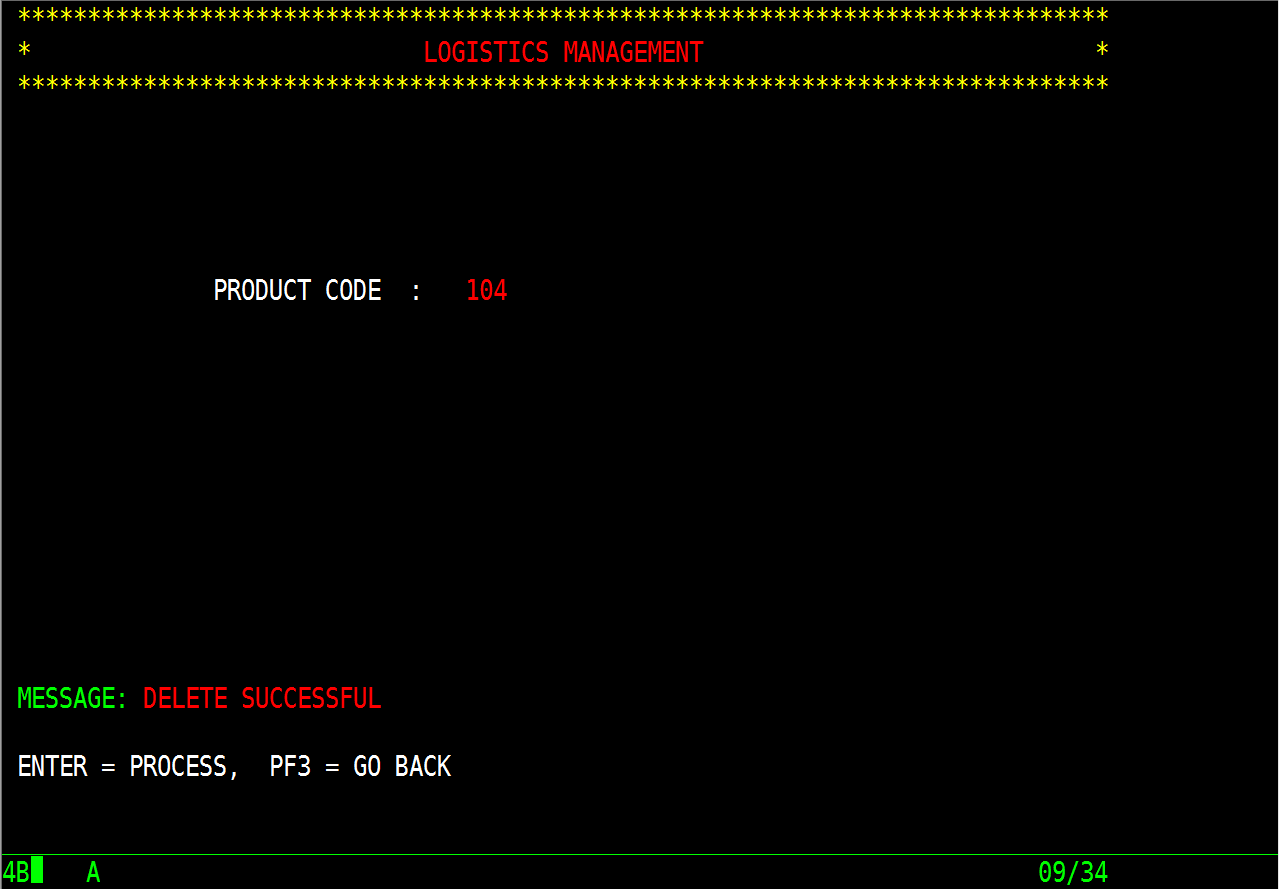 ******************************************************************************
* LOGISTICS MANAGEMENT *
******************************************************************************
PRODUCT CODE : 104
MESSAGE: DELETE SUCCESSFUL
ENTER = PROCESS, PF3 = GO BACK
4B A 09/34